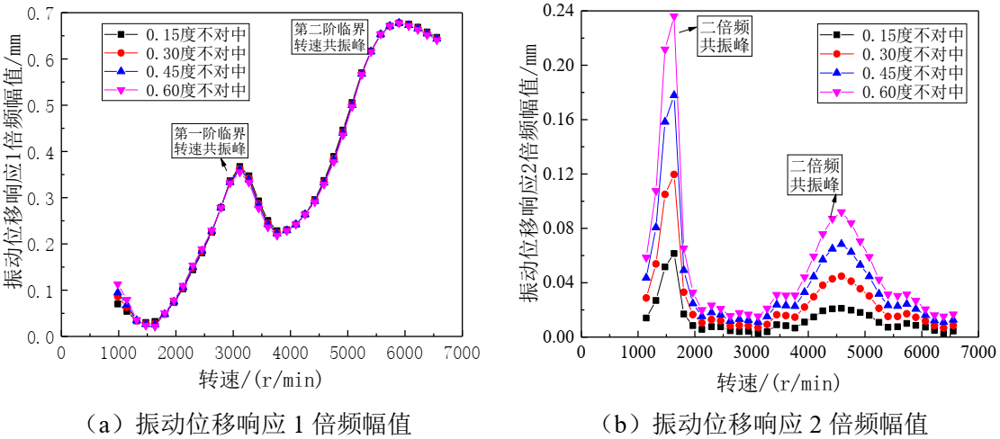 振动位移响应1倍频幅值/mm
0.7
0.6
0.5
0.4
0.3
0.2
0.1
0.0
0.15度不对中
0.30度不对中
0.45度不对中
0.60度不对中
第二阶临界
转速共振峰
第一阶临界
转速共振峰
0 1000 2000 3000 4000 5000 6000 7000
转速/(r/min)
(a)振动位移响应 1 倍频幅值
振动位移响应2倍频幅值/mm
0.24
0.20
0.16
0.12
0.08
0.04
0.00
二倍频
共振峰
0.15度不对中
0.30度不对中
0.45度不对中
0.60度不对中
二倍频
共振峰
0 1000 2000 3000 4000 5000 6000 7000
转速/(r/min)
(b)振动位移响应 2 倍频幅值